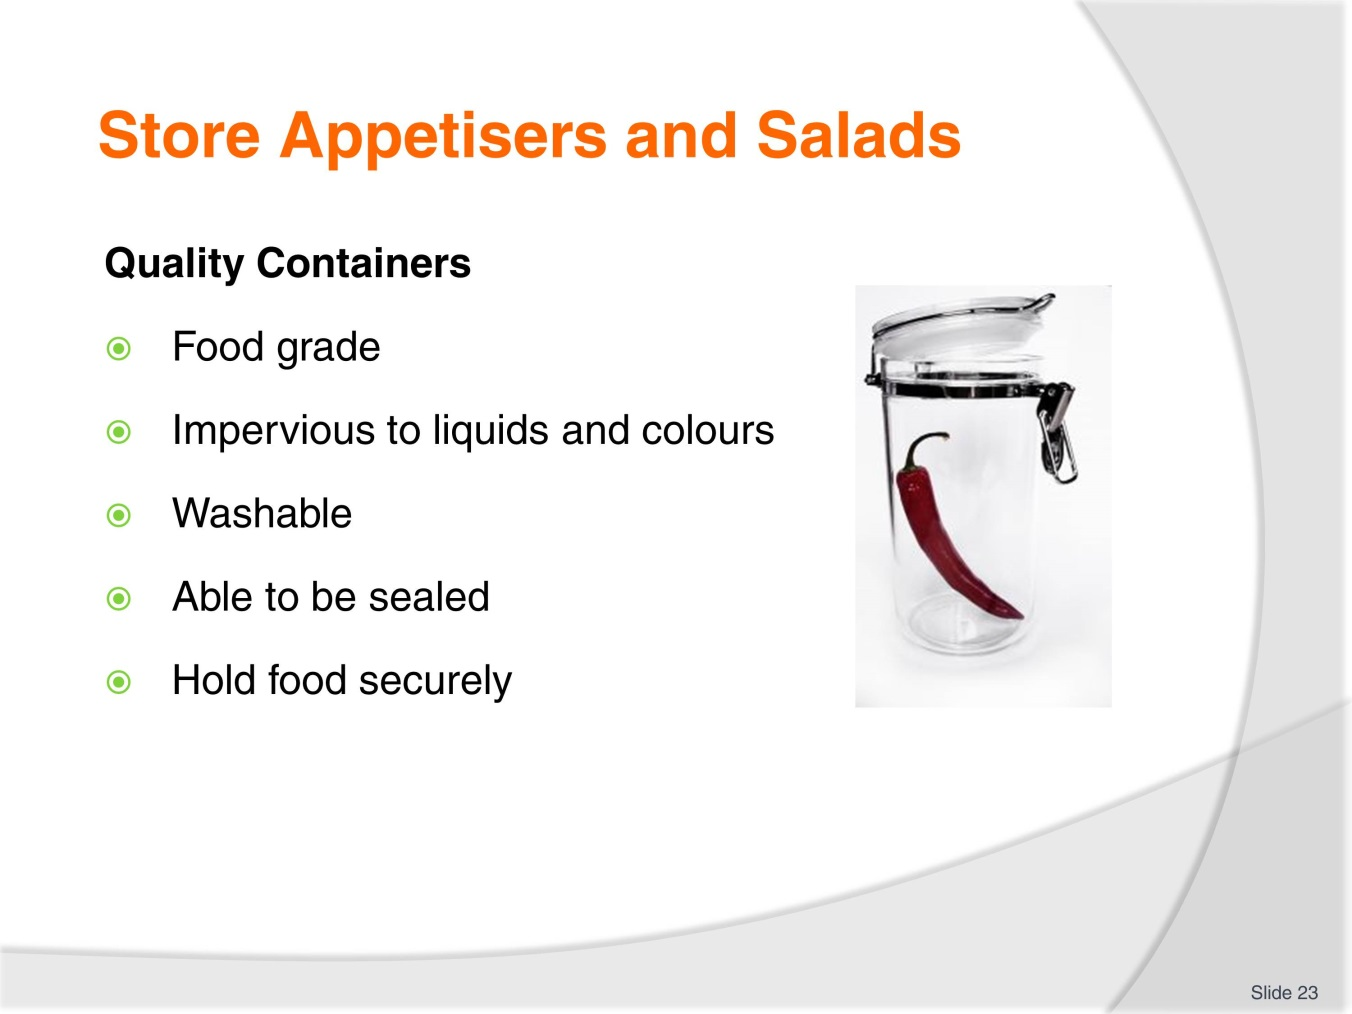 Store Appetisers and Salads
Quality Containers
Food grade
Impervious to liquids and colours
Washable
Able to be sealed
Hold food securely
Slide 23